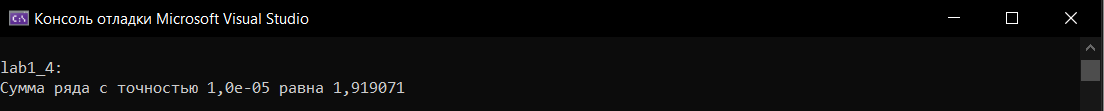 C:\ Консоль отладки Microsoft Visual Studio
lab1_4:
Сумма ряда с точностью 1,0e-05 равна 1,919071